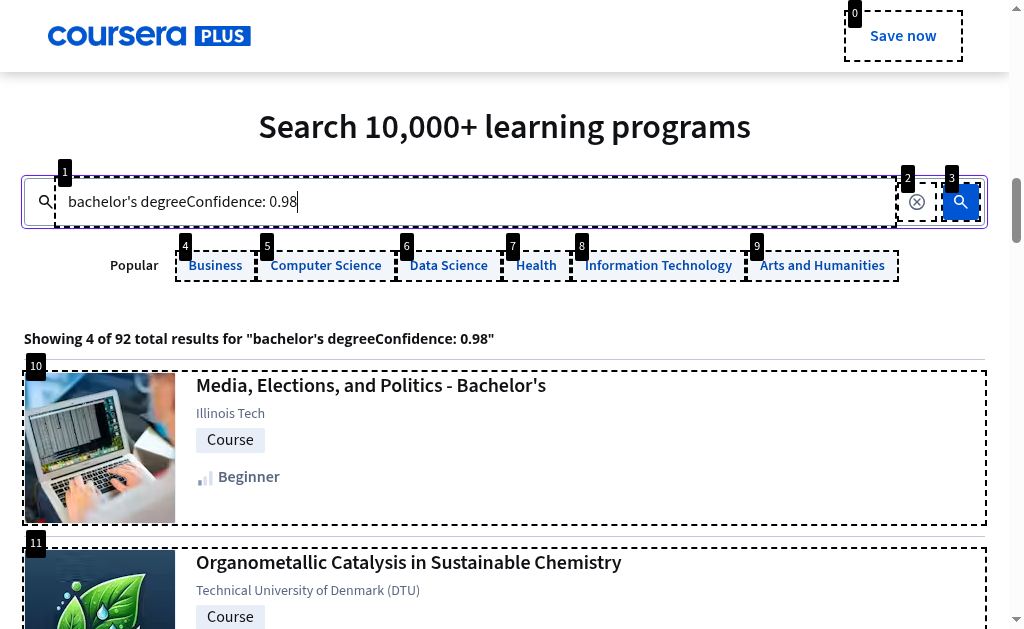 coursera PLUS
0
Save now
Search 10,000+ learning programs
1
bachelor's degreeConfidence: 0.98
2
3
Popular
4
Business
5
Computer Science
6
Data Science
7
Health
8
Information Technology
9
Arts and Humanities
Showing 4 of 92 total results for "bachelor's degreeConfidence: 0.98"
10
Media, Elections, and Politics - Bachelor's
Illinois Tech
Course
Beginner
11
Organometallic Catalysis in Sustainable Chemistry
Technical University of Denmark (DTU)
Course